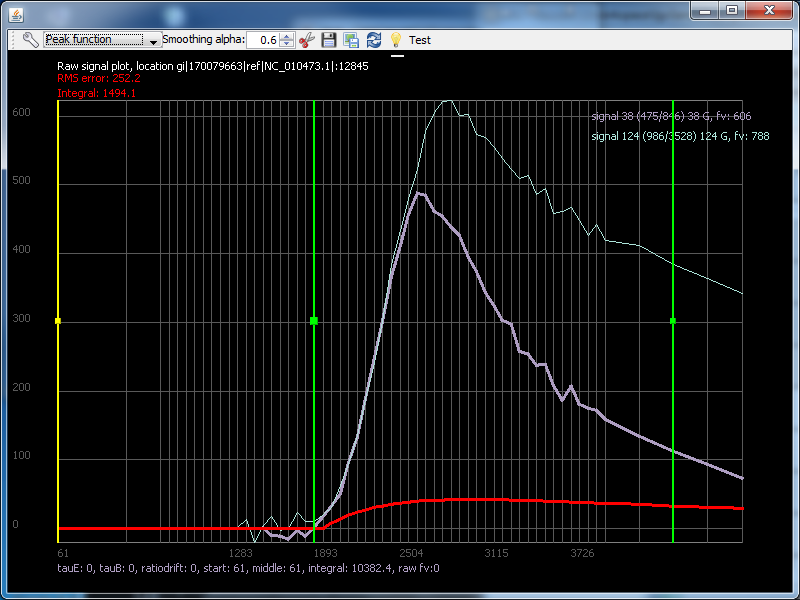 Peak function Smoothing alpha: 0.6 Test
Raw signal plot, location gi|170079663|ref|NC_010473.1|:12845
RMS error: 252.2
Integral: 1494.1
signal 38 (475/846) 38 G, fv: 606
signal 124 (986/3528) 124 G, fv: 788
600
500
400
300
200
100
0
61 1283 1893 2504 3115 3726
tauE: 0, tauB: 0, ratiodrift: 0, start: 61, middle: 61, integral: 10382.4, raw fv:0